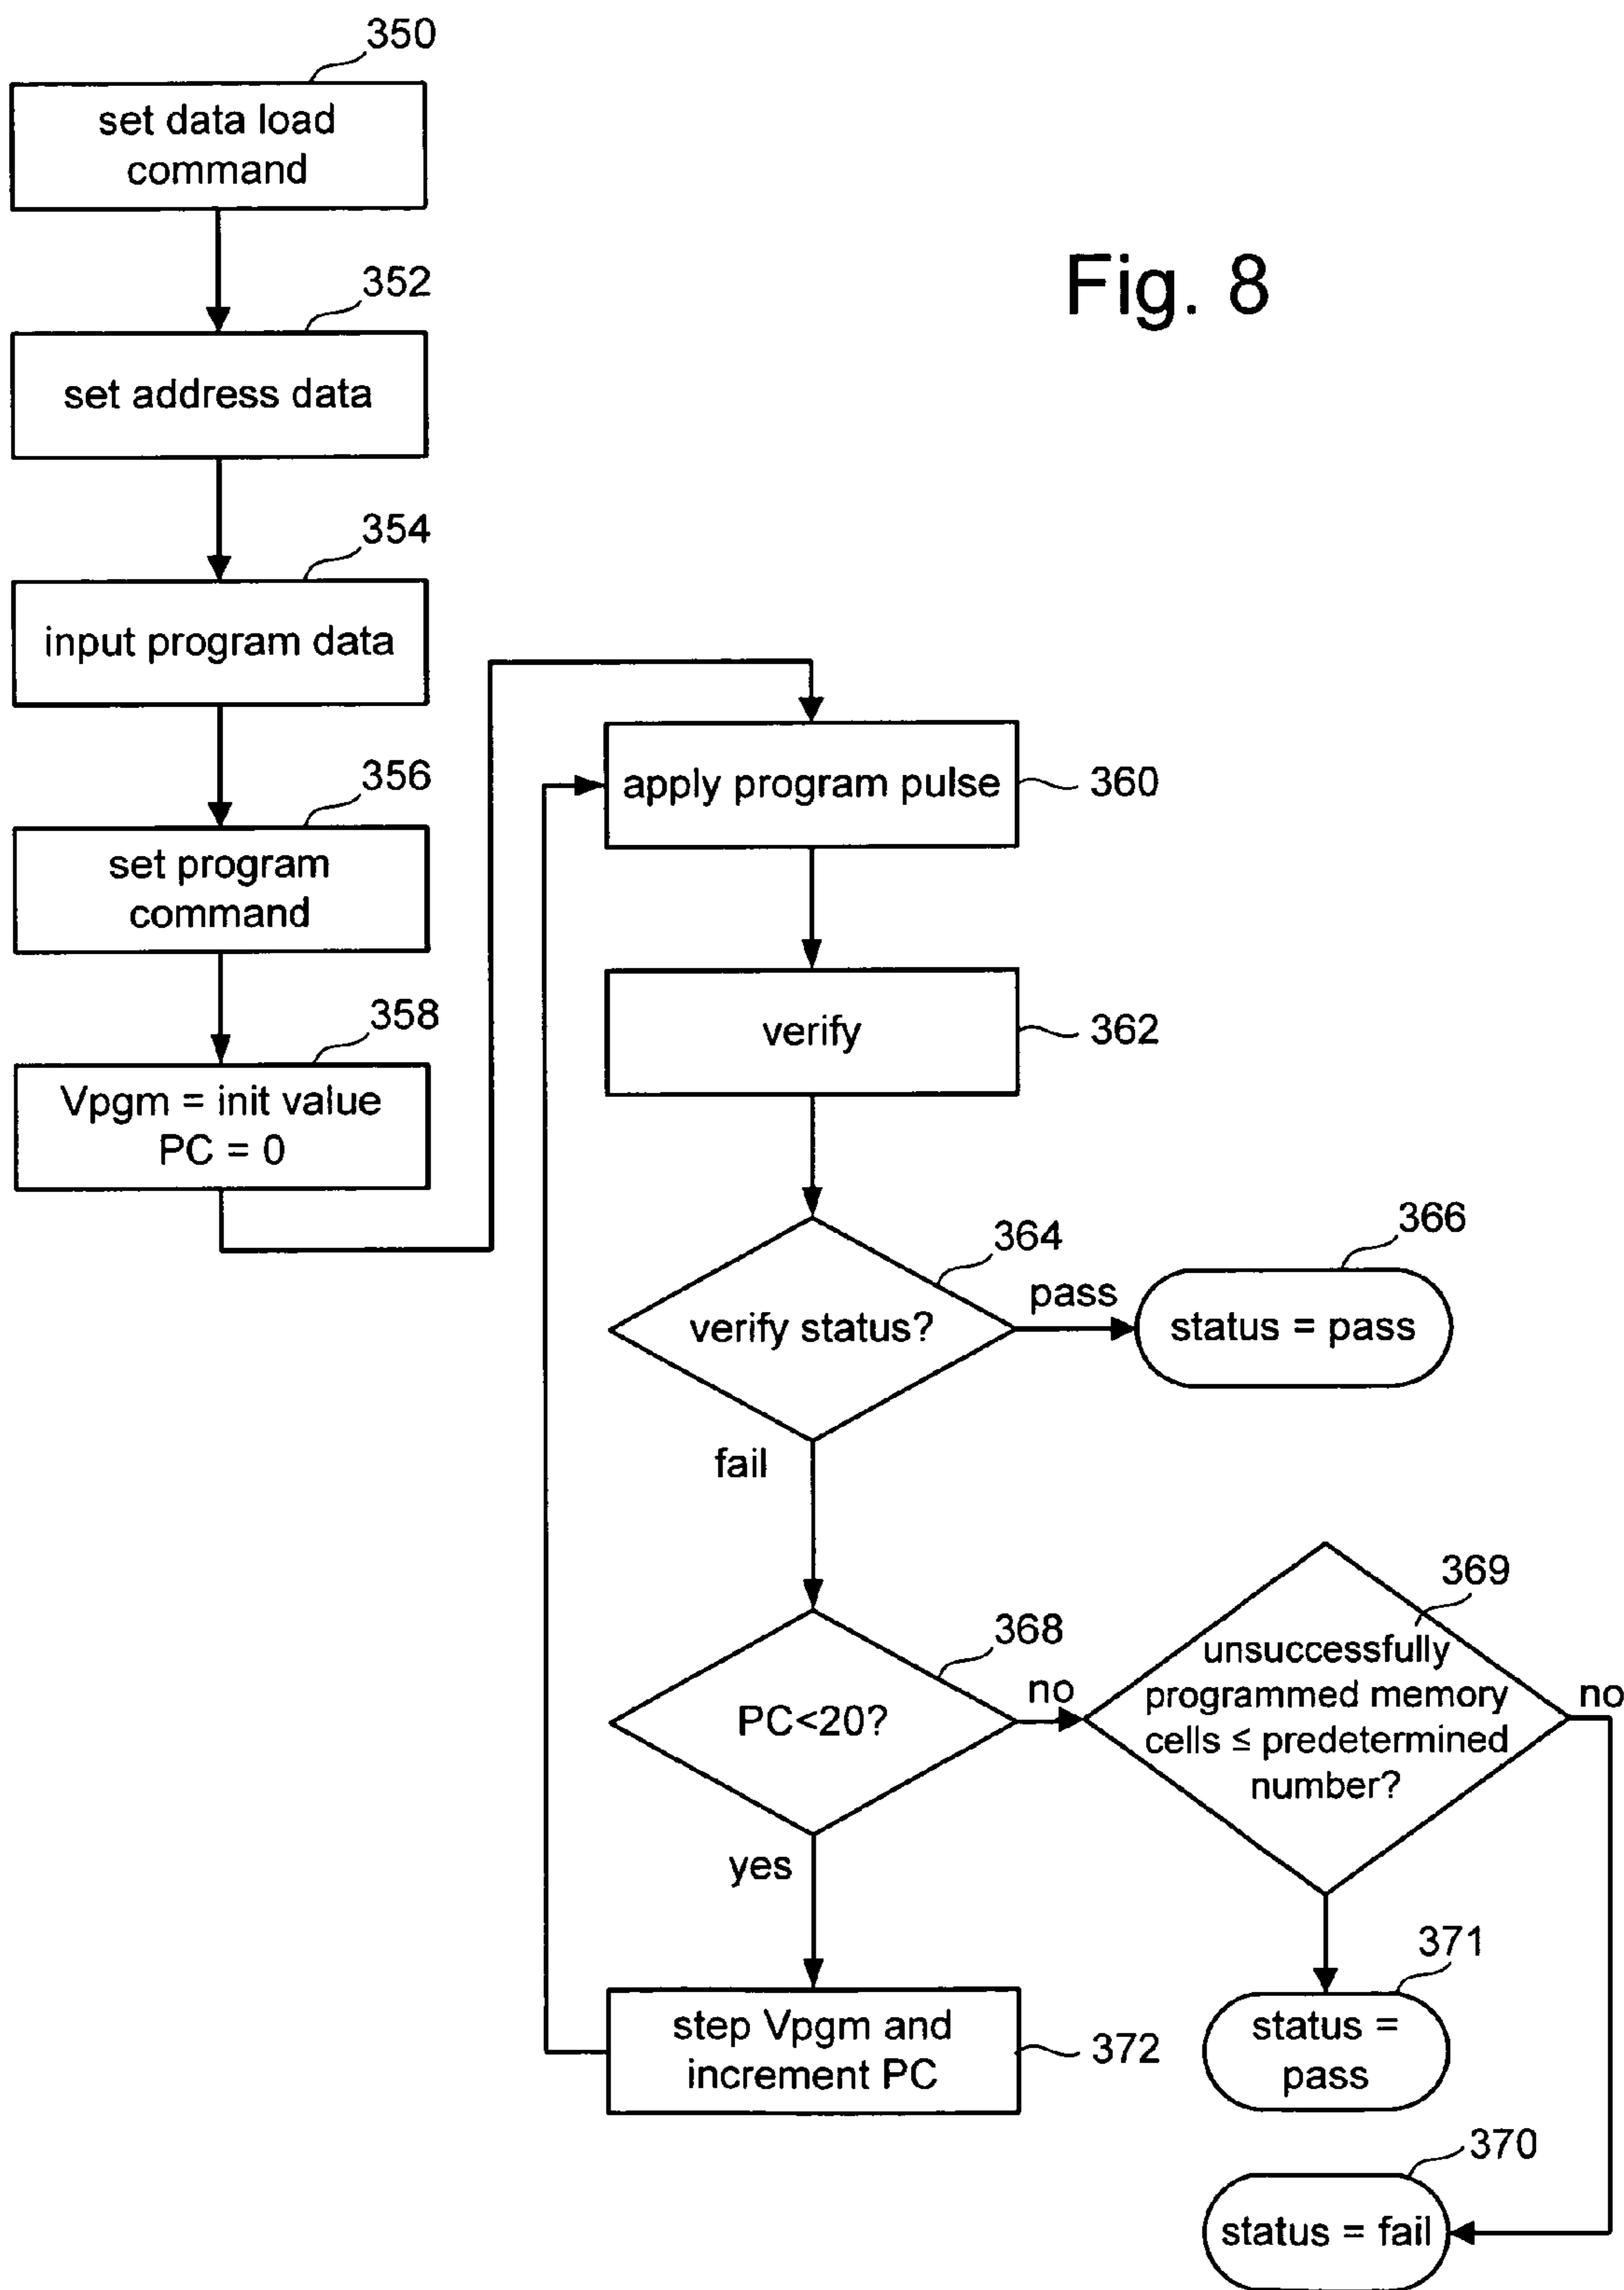 350
set data load
command
Fig. 8
352
set address data
354
input program data
356
set program
command
358
Vpgm = init value
PC = 0
apply program pulse
360
verify
362
364
verify status?
pass
366
status = pass
fail
368
PC<20?
no
369
unsuccessfully
programmed memory
cells ≤ predetermined
number?
no
yes
371
status =
pass
step Vpgm and
increment PC
372
370
status = fail